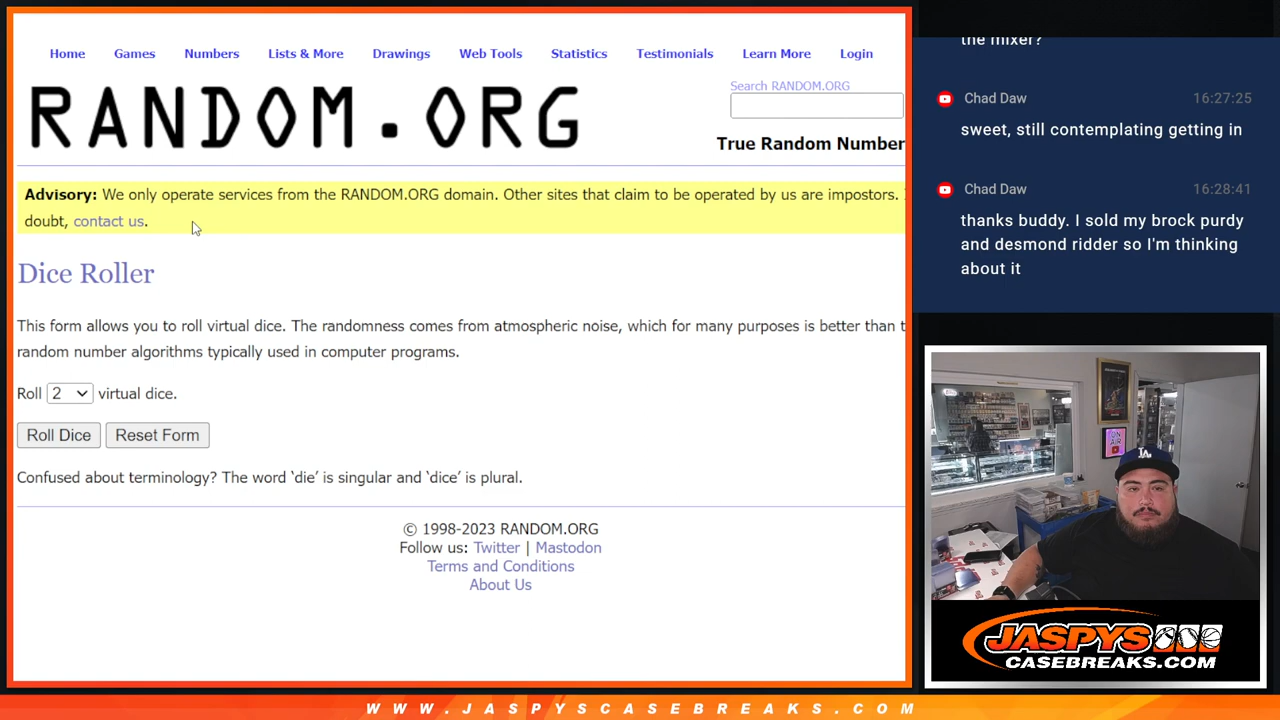 Home Games Numbers Lists & More Drawings Web Tools Statistics Testimonials Learn More Login
RANDOM.ORG
Search RANDOM.ORG
True Random Number
Advisory: We only operate services from the RANDOM.ORG domain. Other sites that claim to be operated by us are impostors.
doubt, contact us.
Dice Roller
This form allows you to roll virtual dice. The randomness comes from atmospheric noise, which for many purposes is better than t
random number algorithms typically used in computer programs.
Roll 2 virtual dice.
Roll Dice Reset Form
Confused about terminology? The word ‘die’ is singular and ‘dice’ is plural.
© 1998-2023 RANDOM.ORG
Follow us: Twitter | Mastodon
Terms and Conditions
About Us
the mixer?
Chad Daw 16:27:25
sweet, still contemplating getting in
Chad Daw 16:28:41
thanks buddy. I sold my brock purdy
and desmond ridder so I'm thinking
about it
ON
AIR
LA
JASPYS
CASEBREAKS.COM
WWW.JASPYSCASEBREAKS.COM